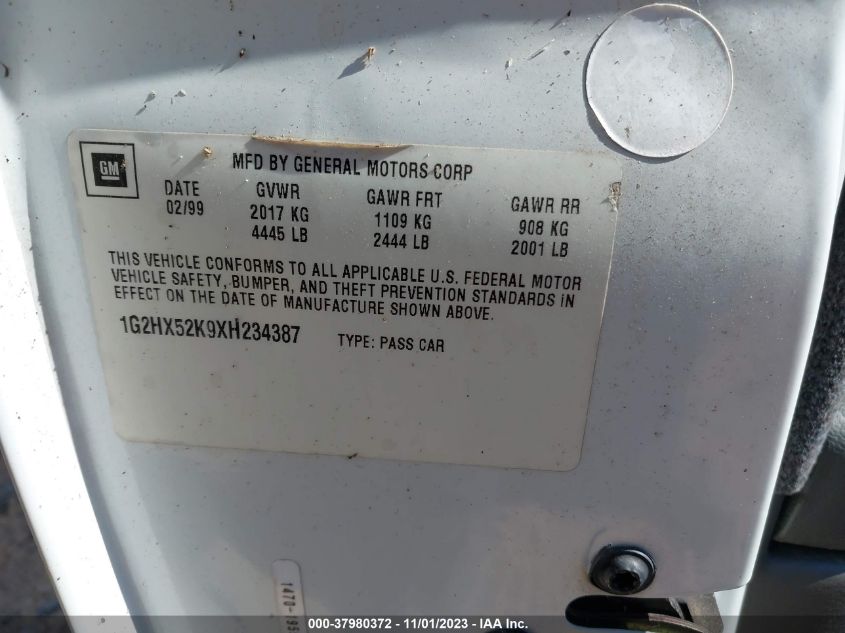 GM
MFD BY GENERAL MOTORS CORP
DATE GVWR GAWR FRT GAWR RR
02/99 2017 KG 1109 KG 908 KG
4445 LB 2444 LB 2001 LB
THIS VEHICLE CONFORMS TO ALL APPLICABLE U.S. FEDERAL MOTOR
VEHICLE SAFETY, BUMPER, AND THEFT PREVENTION STANDARDS IN
EFFECT ON THE DATE OF MANUFACTURE SHOWN ABOVE.
1G2HX52K9XH234387 TYPE: PASS CAR
000-37980372 - 11/01/2023 - IAA Inc.